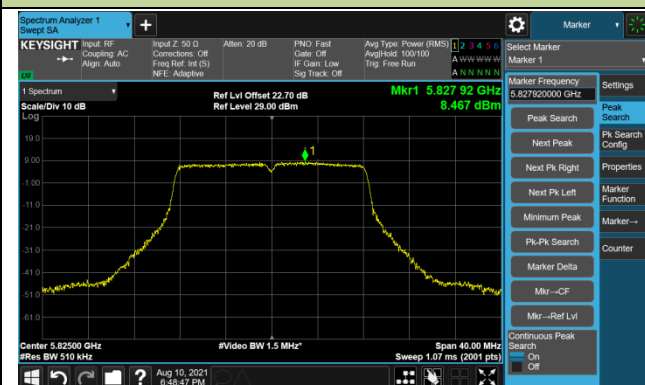 Spectrum Analyzer 1
Swept SA
+
Marker
KEYSIGHT
Input: RF
Coupling: AC
Align: Auto
Input Z: 50 Ω
Corrections: Off
Freq Ref: Int (S)
NFE: Adaptive
Atten: 20 dB
PNO: Fast
Gate: Off
IF Gain: Low
Sig Track: Off
Avg Type: Power (RMS)
Avg|Hold: 100/100
Trig: Free Run
1 2 3 4 5 6
A W W W W W
A N N N N N
Select Marker
Marker 1
LXI
1 Spectrum
Scale/Div 10 dB
Log
Ref Lvl Offset 22.70 dB
Ref Level 29.00 dBm
Mkr1 5.827 92 GHz
8.467 dBm
19.0
9.00
-1.00
-11.0
-21.0
-31.0
-41.0
-51.0
-61.0
1
Center 5.82500 GHz
#Res BW 510 kHz
#Video BW 1.5 MHz*
Span 40.00 MHz
Sweep 1.07 ms (2001 pts)
Marker Frequency
5.827920000 GHz
Peak Search
Next Peak
Next Pk Right
Next Pk Left
Minimum Peak
Pk-Pk Search
Marker Delta
Mkr→CF
Mkr→Ref Lvl
Continuous Peak
Search
On
Off
Settings
Peak
Search
Pk Search
Config
Properties
Marker
Function
Marker→
Counter
?
Aug 10, 2021
6:48:47 PM